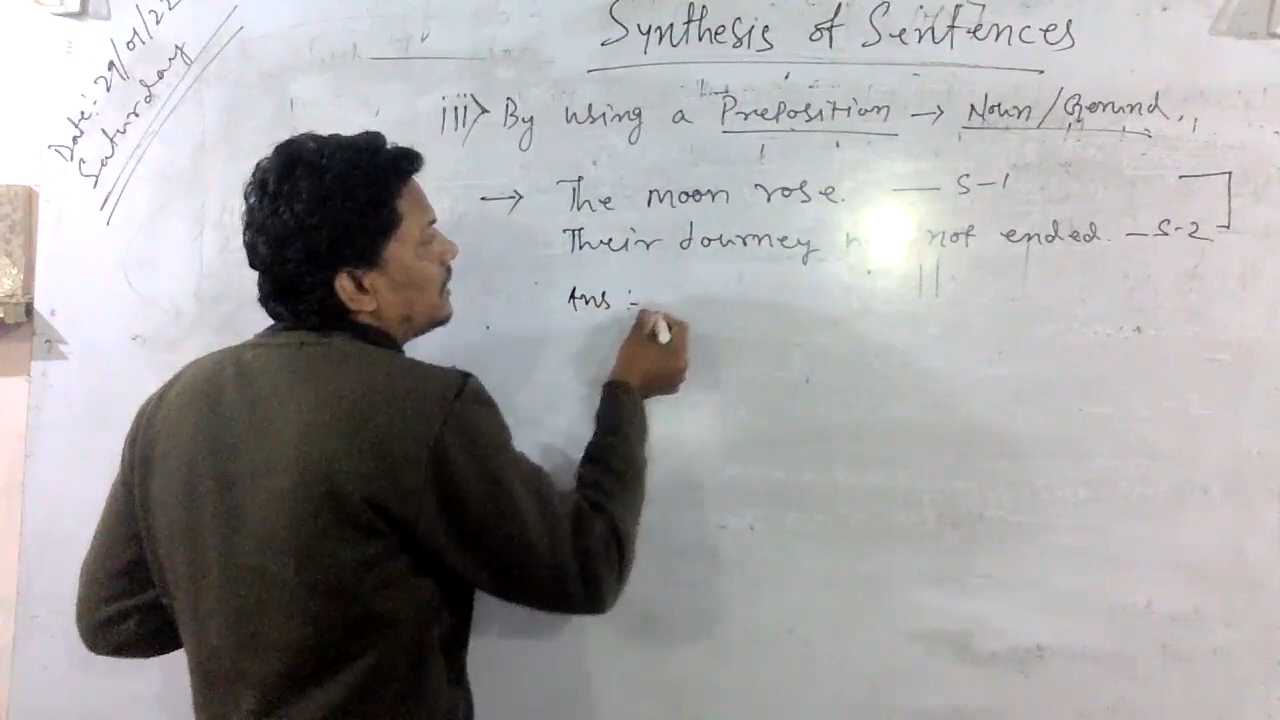 Date:- 29/01/22
Saturday
Synthesis of Sentences
iii> By using a Preposition → Noun/Gerund.
→ The moon rose. — S-1
Their Journey not ended. — S-2
Ans :-